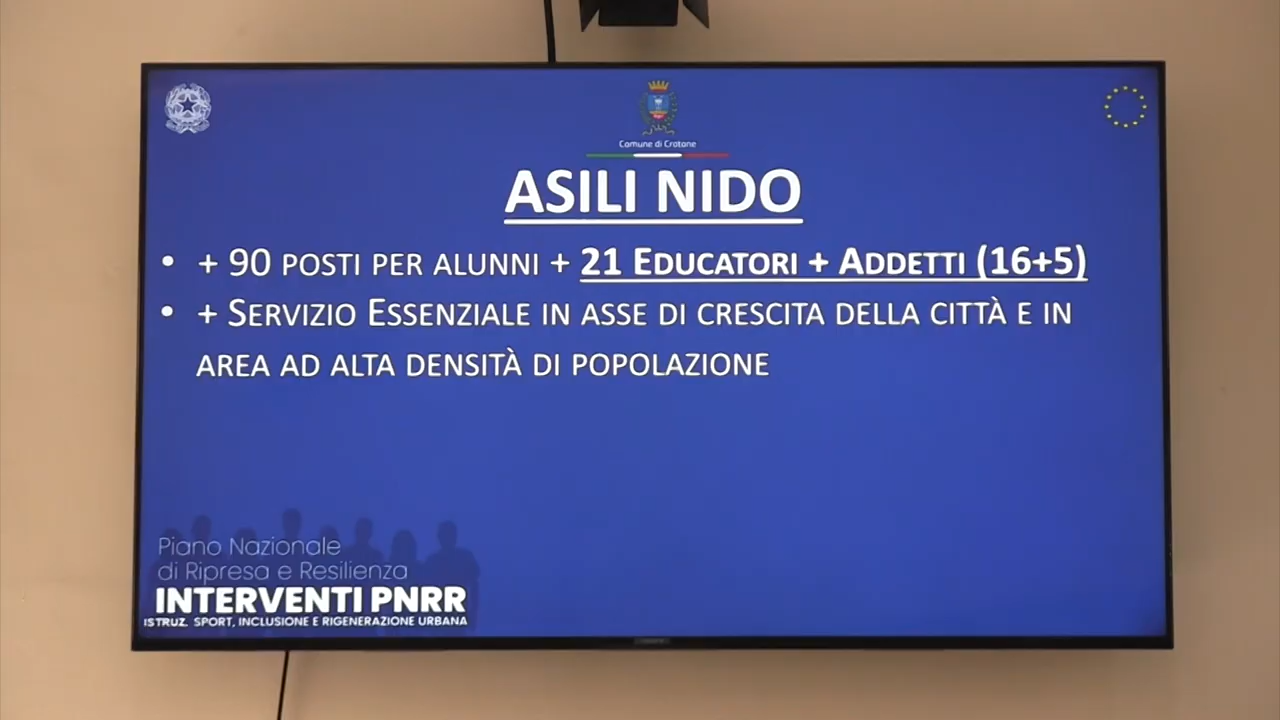 Comune di Crotone
ASILI NIDO
• + 90 POSTI PER ALUNNI + 21 EDUCATORI + ADDETTI (16+5)
• + SERVIZIO ESSENZIALE IN ASSE DI CRESCITA DELLA CITTÀ E IN
AREA AD ALTA DENSITÀ DI POPOLAZIONE
Piano Nazionale
di Ripresa e Resilienza
INTERVENTI PNRR
ISTRUZ. SPORT, INCLUSIONE E RIGENERAZIONE URBANA